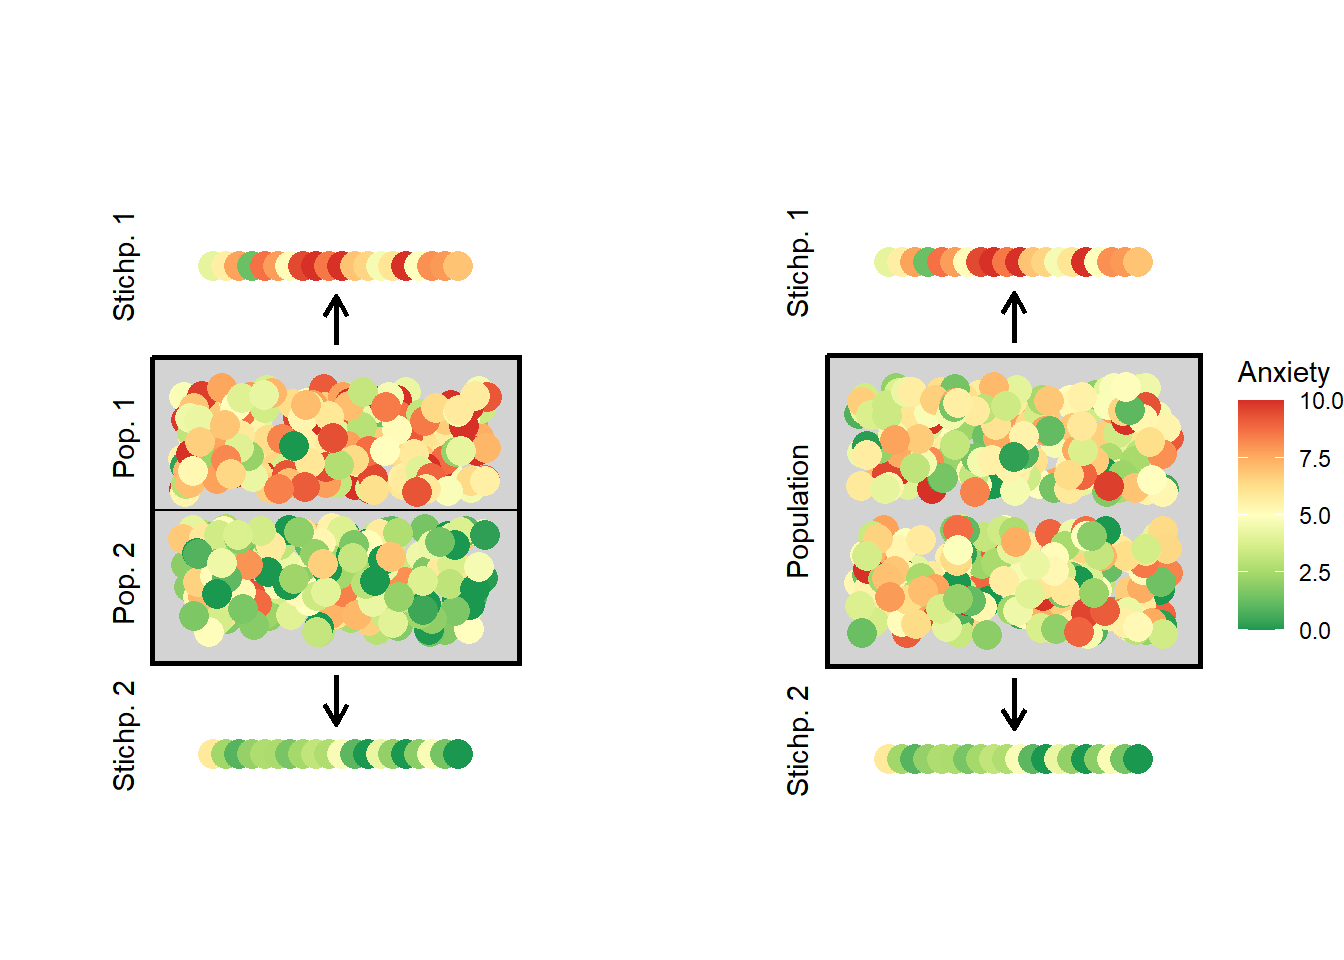 Stichp. 1
Pop. 1
Pop. 2
Stichp. 2
Stichp. 1
Population
Stichp. 2
Anxiety
10.0
7.5
5.0
2.5
0.0